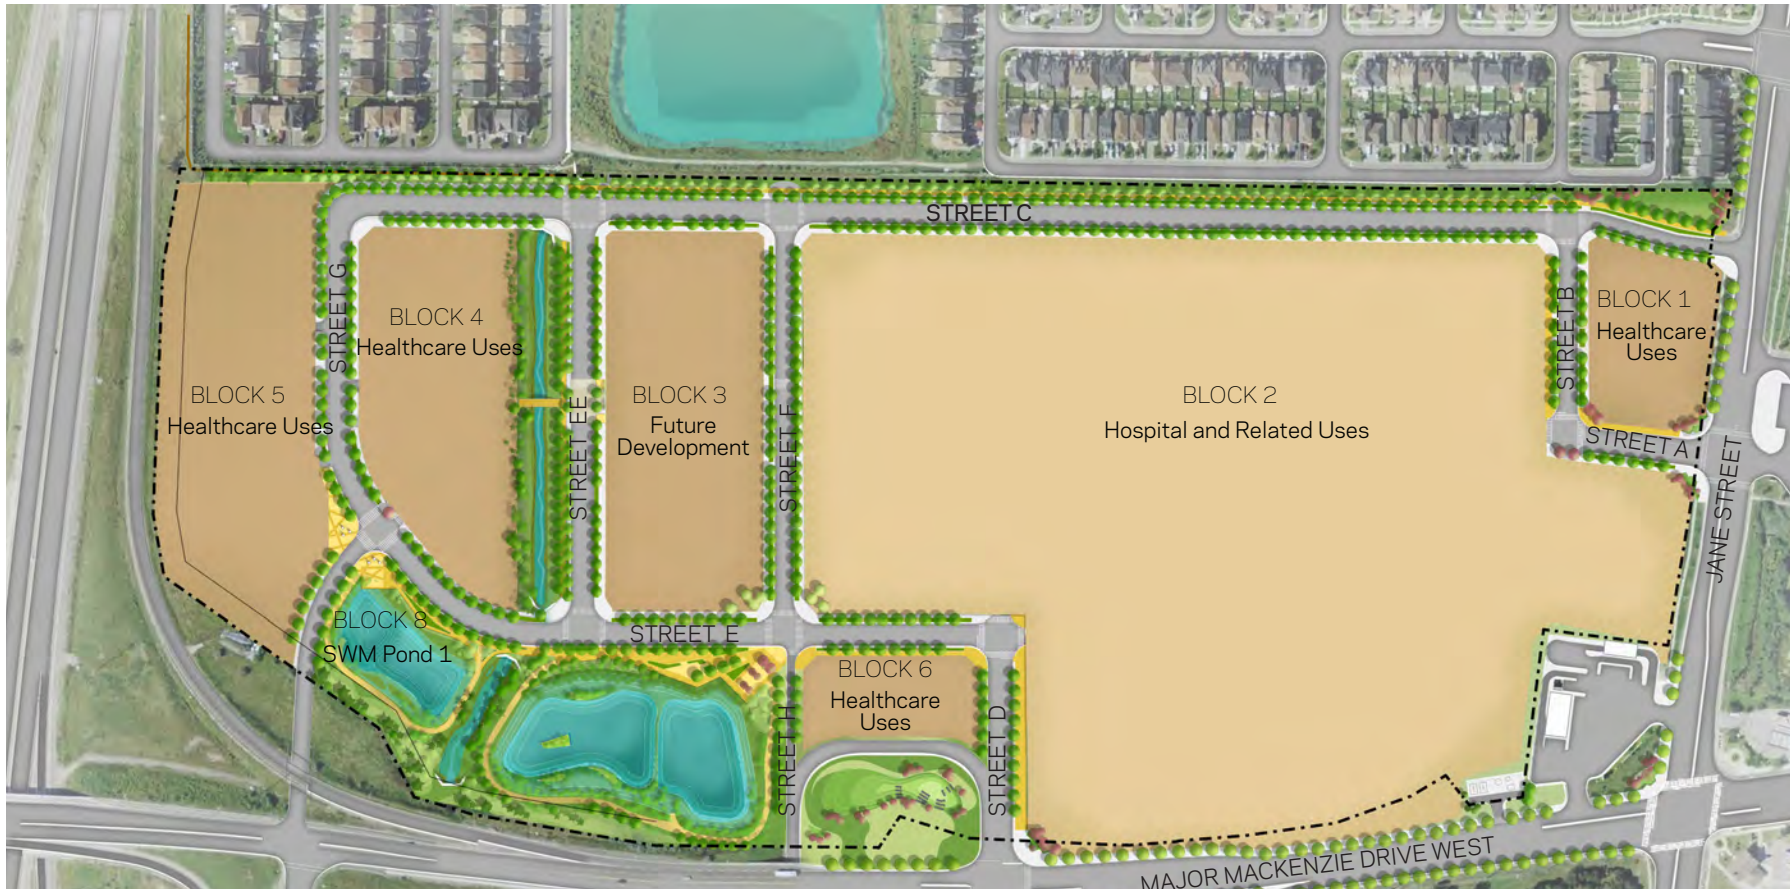 STREET C
STREET G
BLOCK 4
Healthcare Uses
BLOCK 5
Healthcare Uses
STREET EE
BLOCK 3
Future
Development
STREET F
BLOCK 2
Hospital and Related Uses
STREET B
BLOCK 1
Healthcare
Uses
STREET A
JANE STREET
BLOCK 8
SWM Pond 1
STREET E
BLOCK 6
Healthcare
Uses
STREET H
STREET D
MAJOR MACKENZIE DRIVE WEST